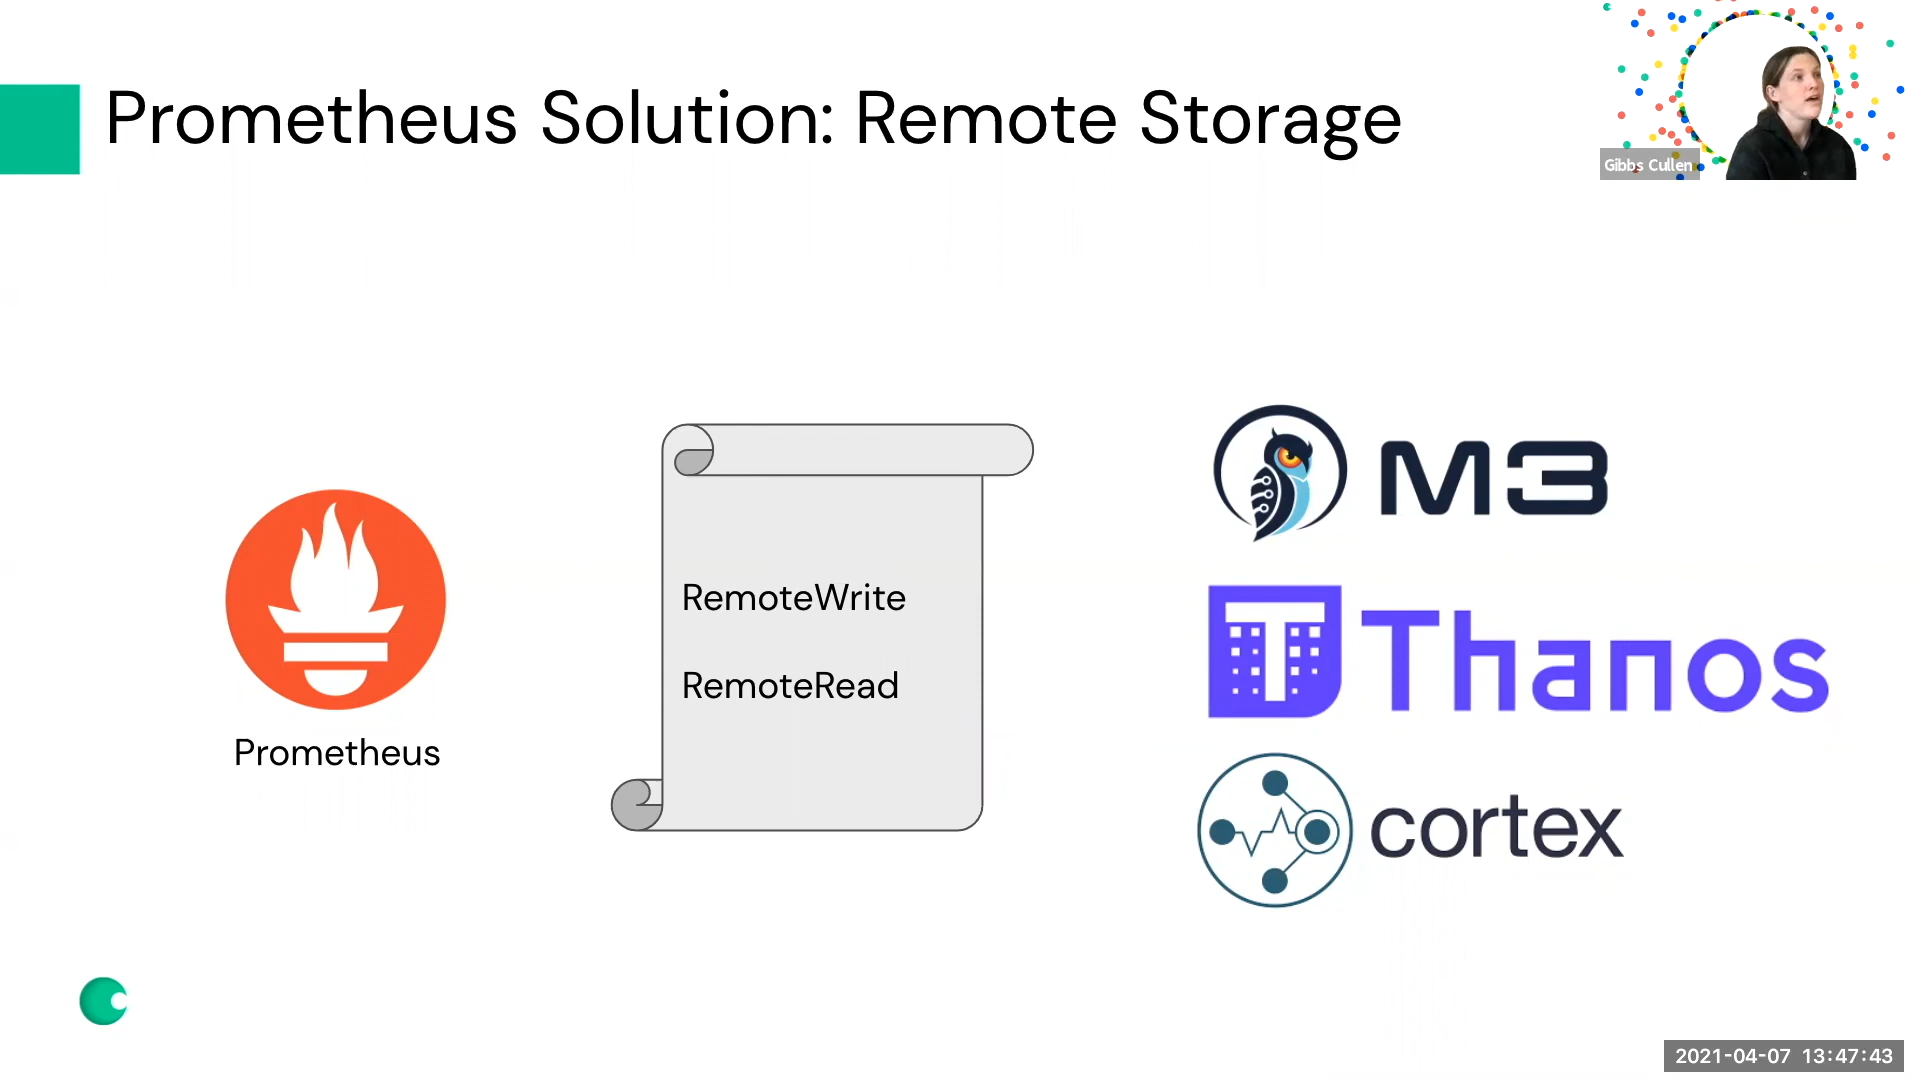 Prometheus Solution: Remote Storage
Gibbs Cullen
RemoteWrite
RemoteRead
Prometheus
M3
Thanos
cortex
2021-04-07 13:47:43